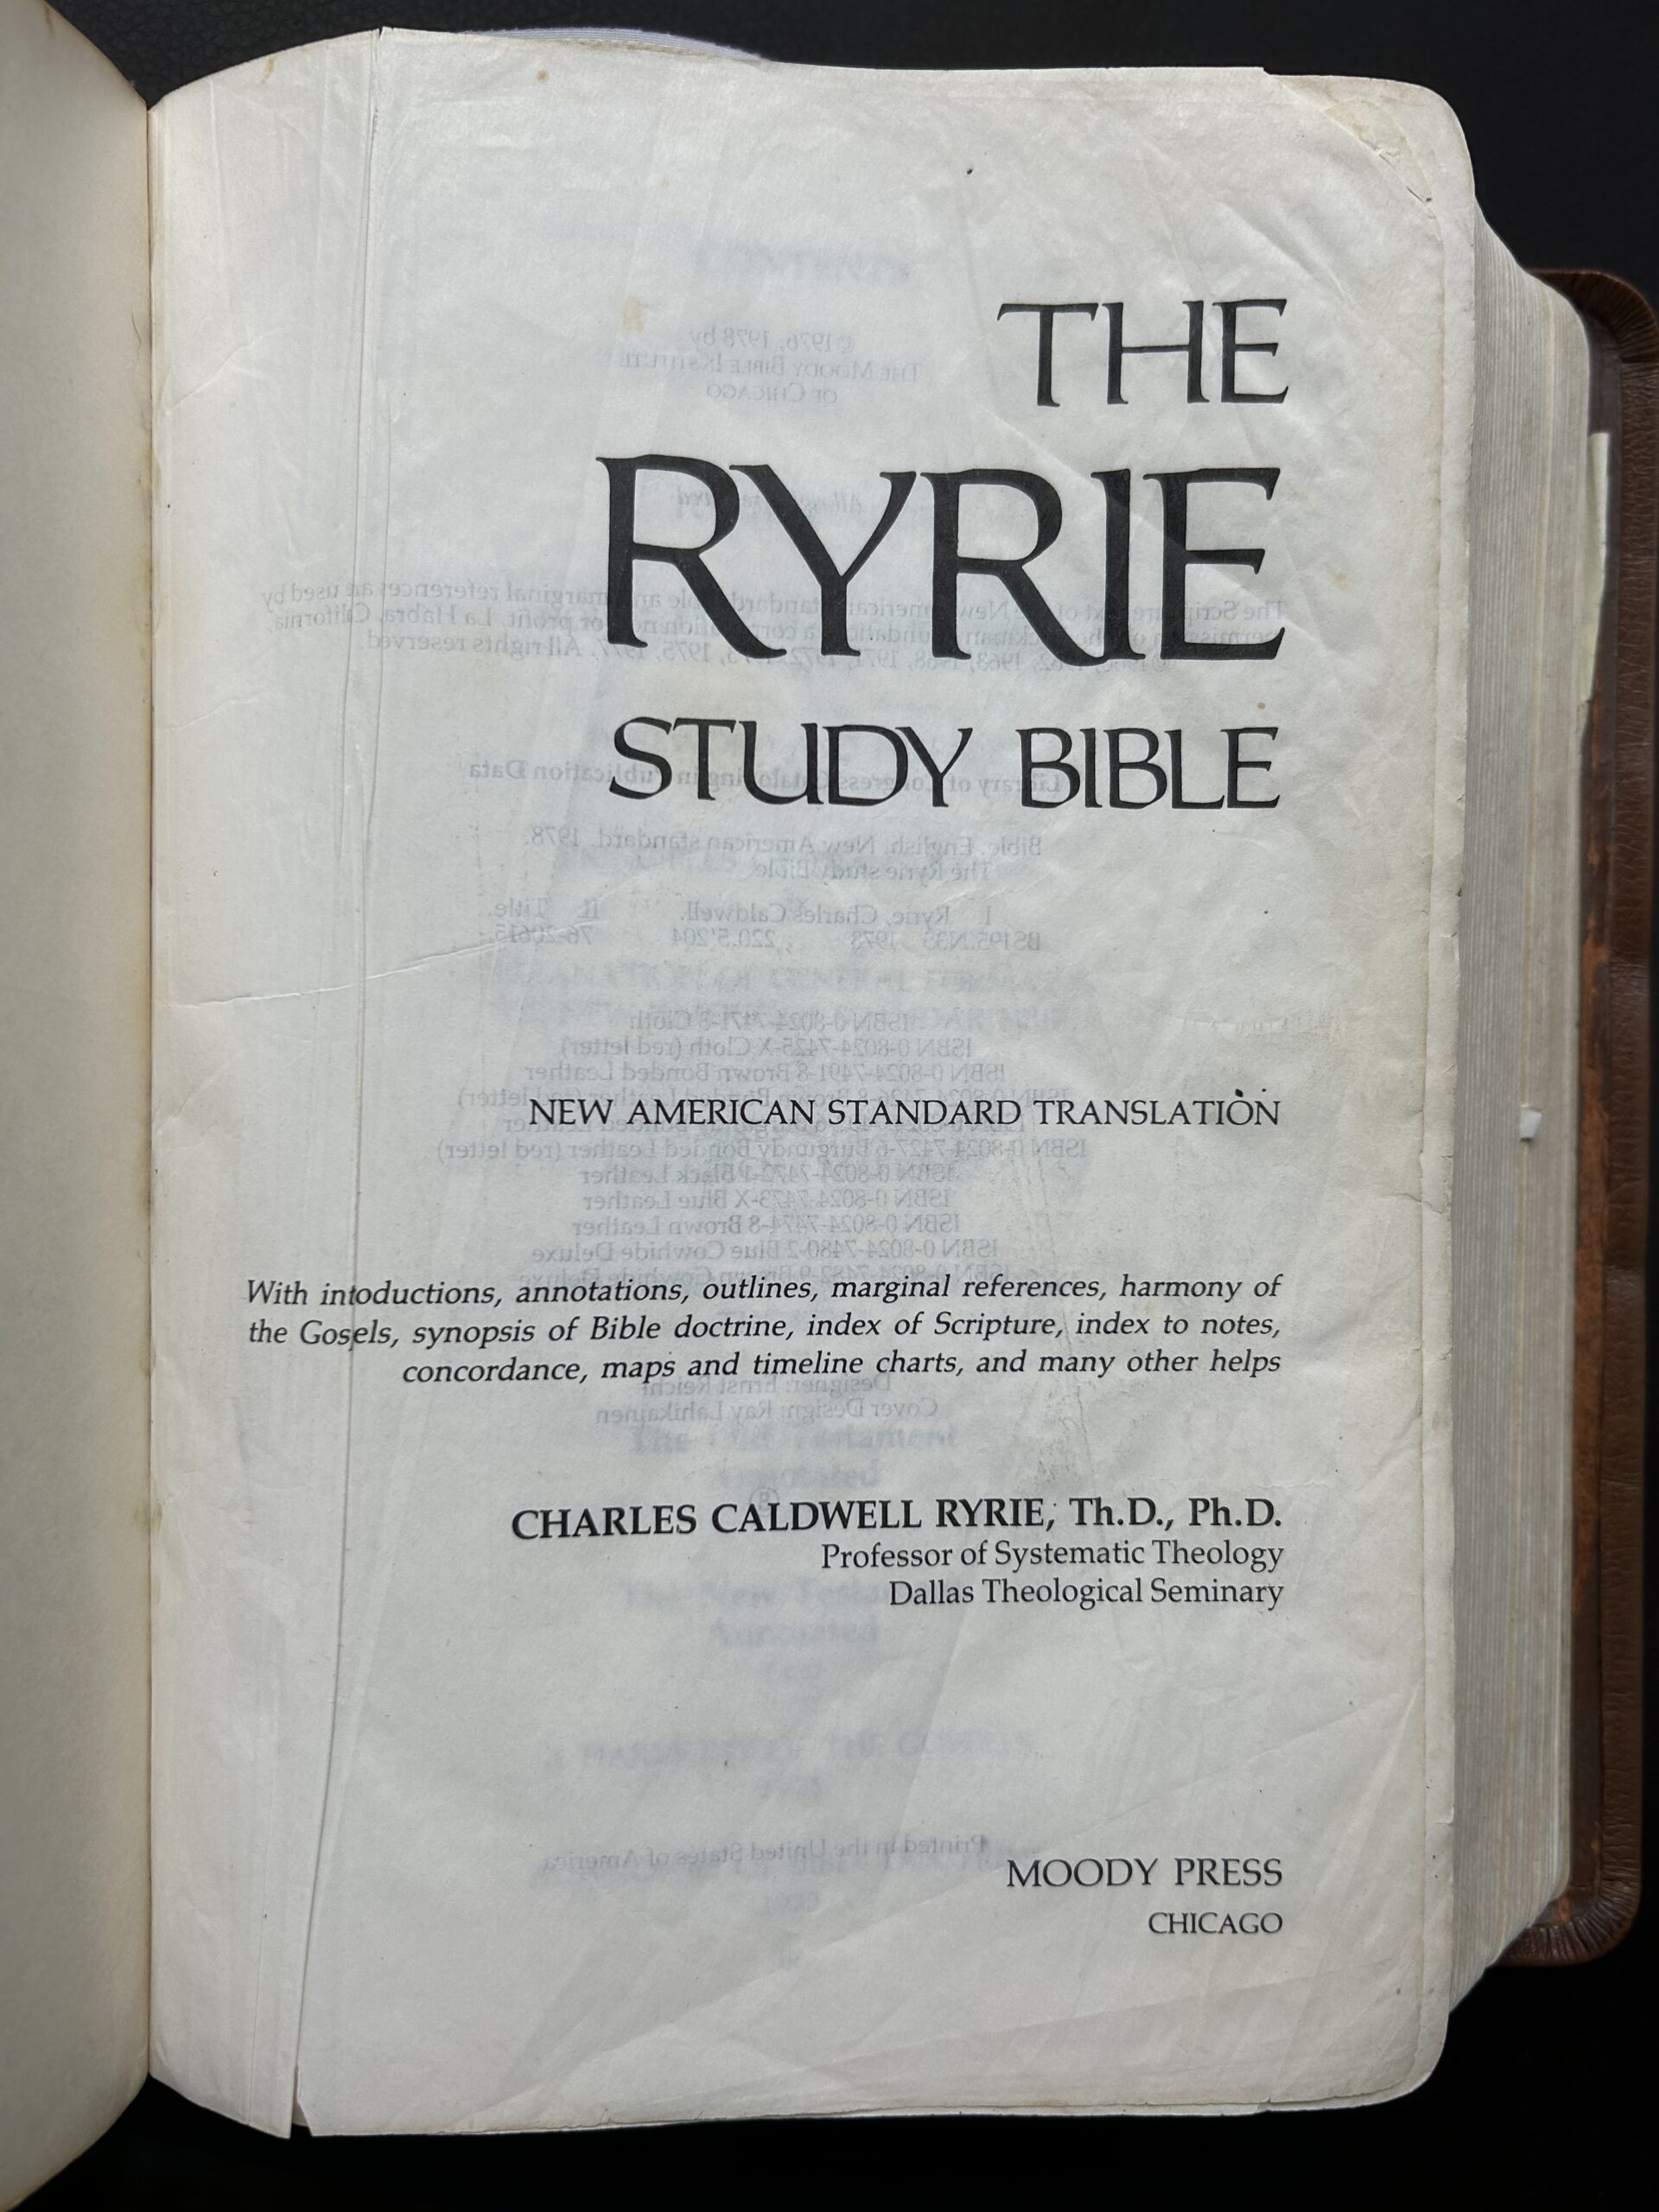 THE
RYRIE
STUDY BIBLE
NEW AMERICAN STANDARD TRANSLATION
With intoductions, annotations, outlines, marginal references, harmony of
the Gosels, synopsis of Bible doctrine, index of Scripture, index to notes,
concordance, maps and timeline charts, and many other helps
CHARLES CALDWELL RYRIE, Th.D., Ph.D.
Professor of Systematic Theology
Dallas Theological Seminary
MOODY PRESS
CHICAGO